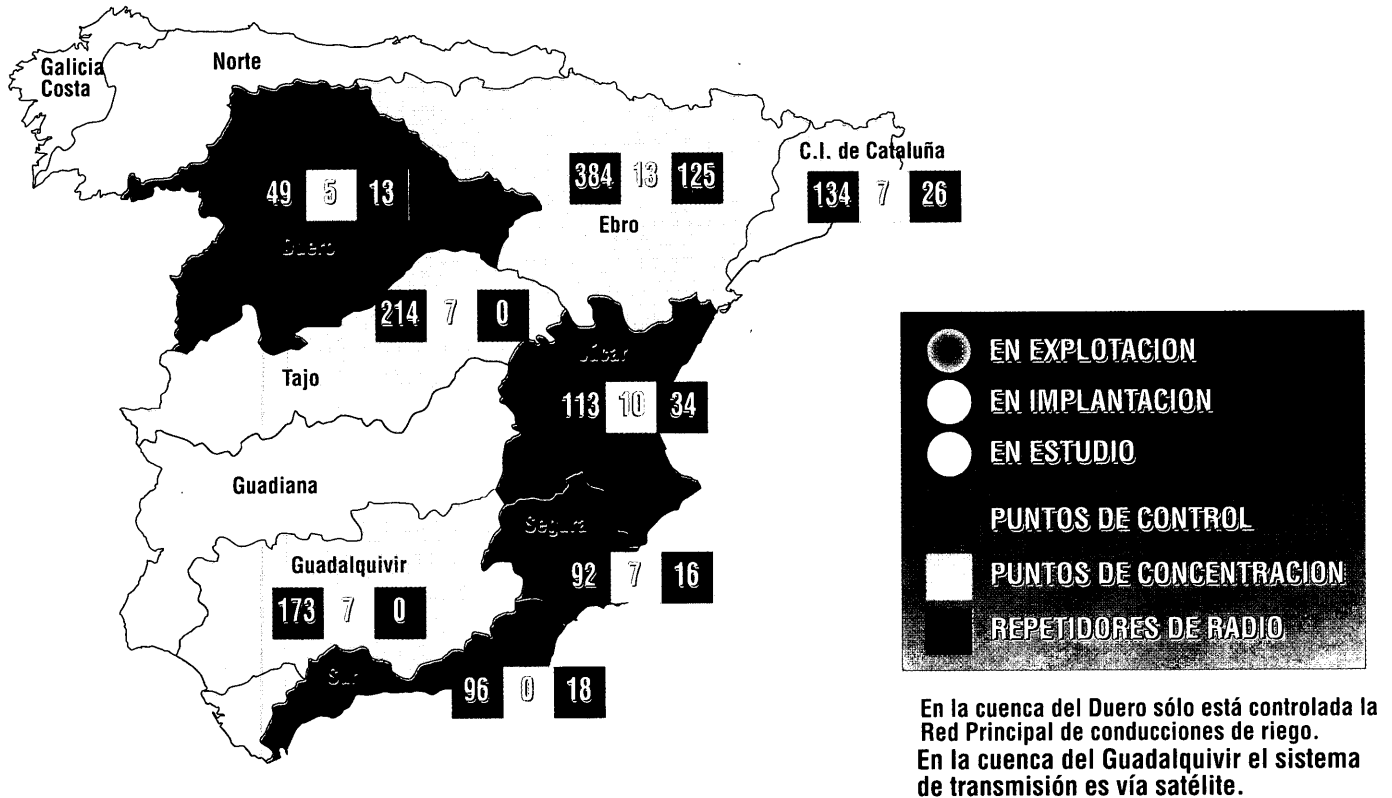 Galicia
Costa
Norte
C.I. de Cataluña
134 7 26
384 13 125
Ebro
49 5 13
Duero
214 7 0
Tajo
Júcar
113 10 34
Guadiana
Segura
92 7 16
Guadalquivir
173 7 0
Sur
96 0 18
EN EXPLOTACION
EN IMPLANTACION
EN ESTUDIO
PUNTOS DE CONTROL
PUNTOS DE CONCENTRACION
REPETIDORES DE RADIO
En la cuenca del Duero sólo está controlada la
Red Principal de conducciones de riego.
En la cuenca del Guadalquivir el sistema
de transmisión es vía satélite.